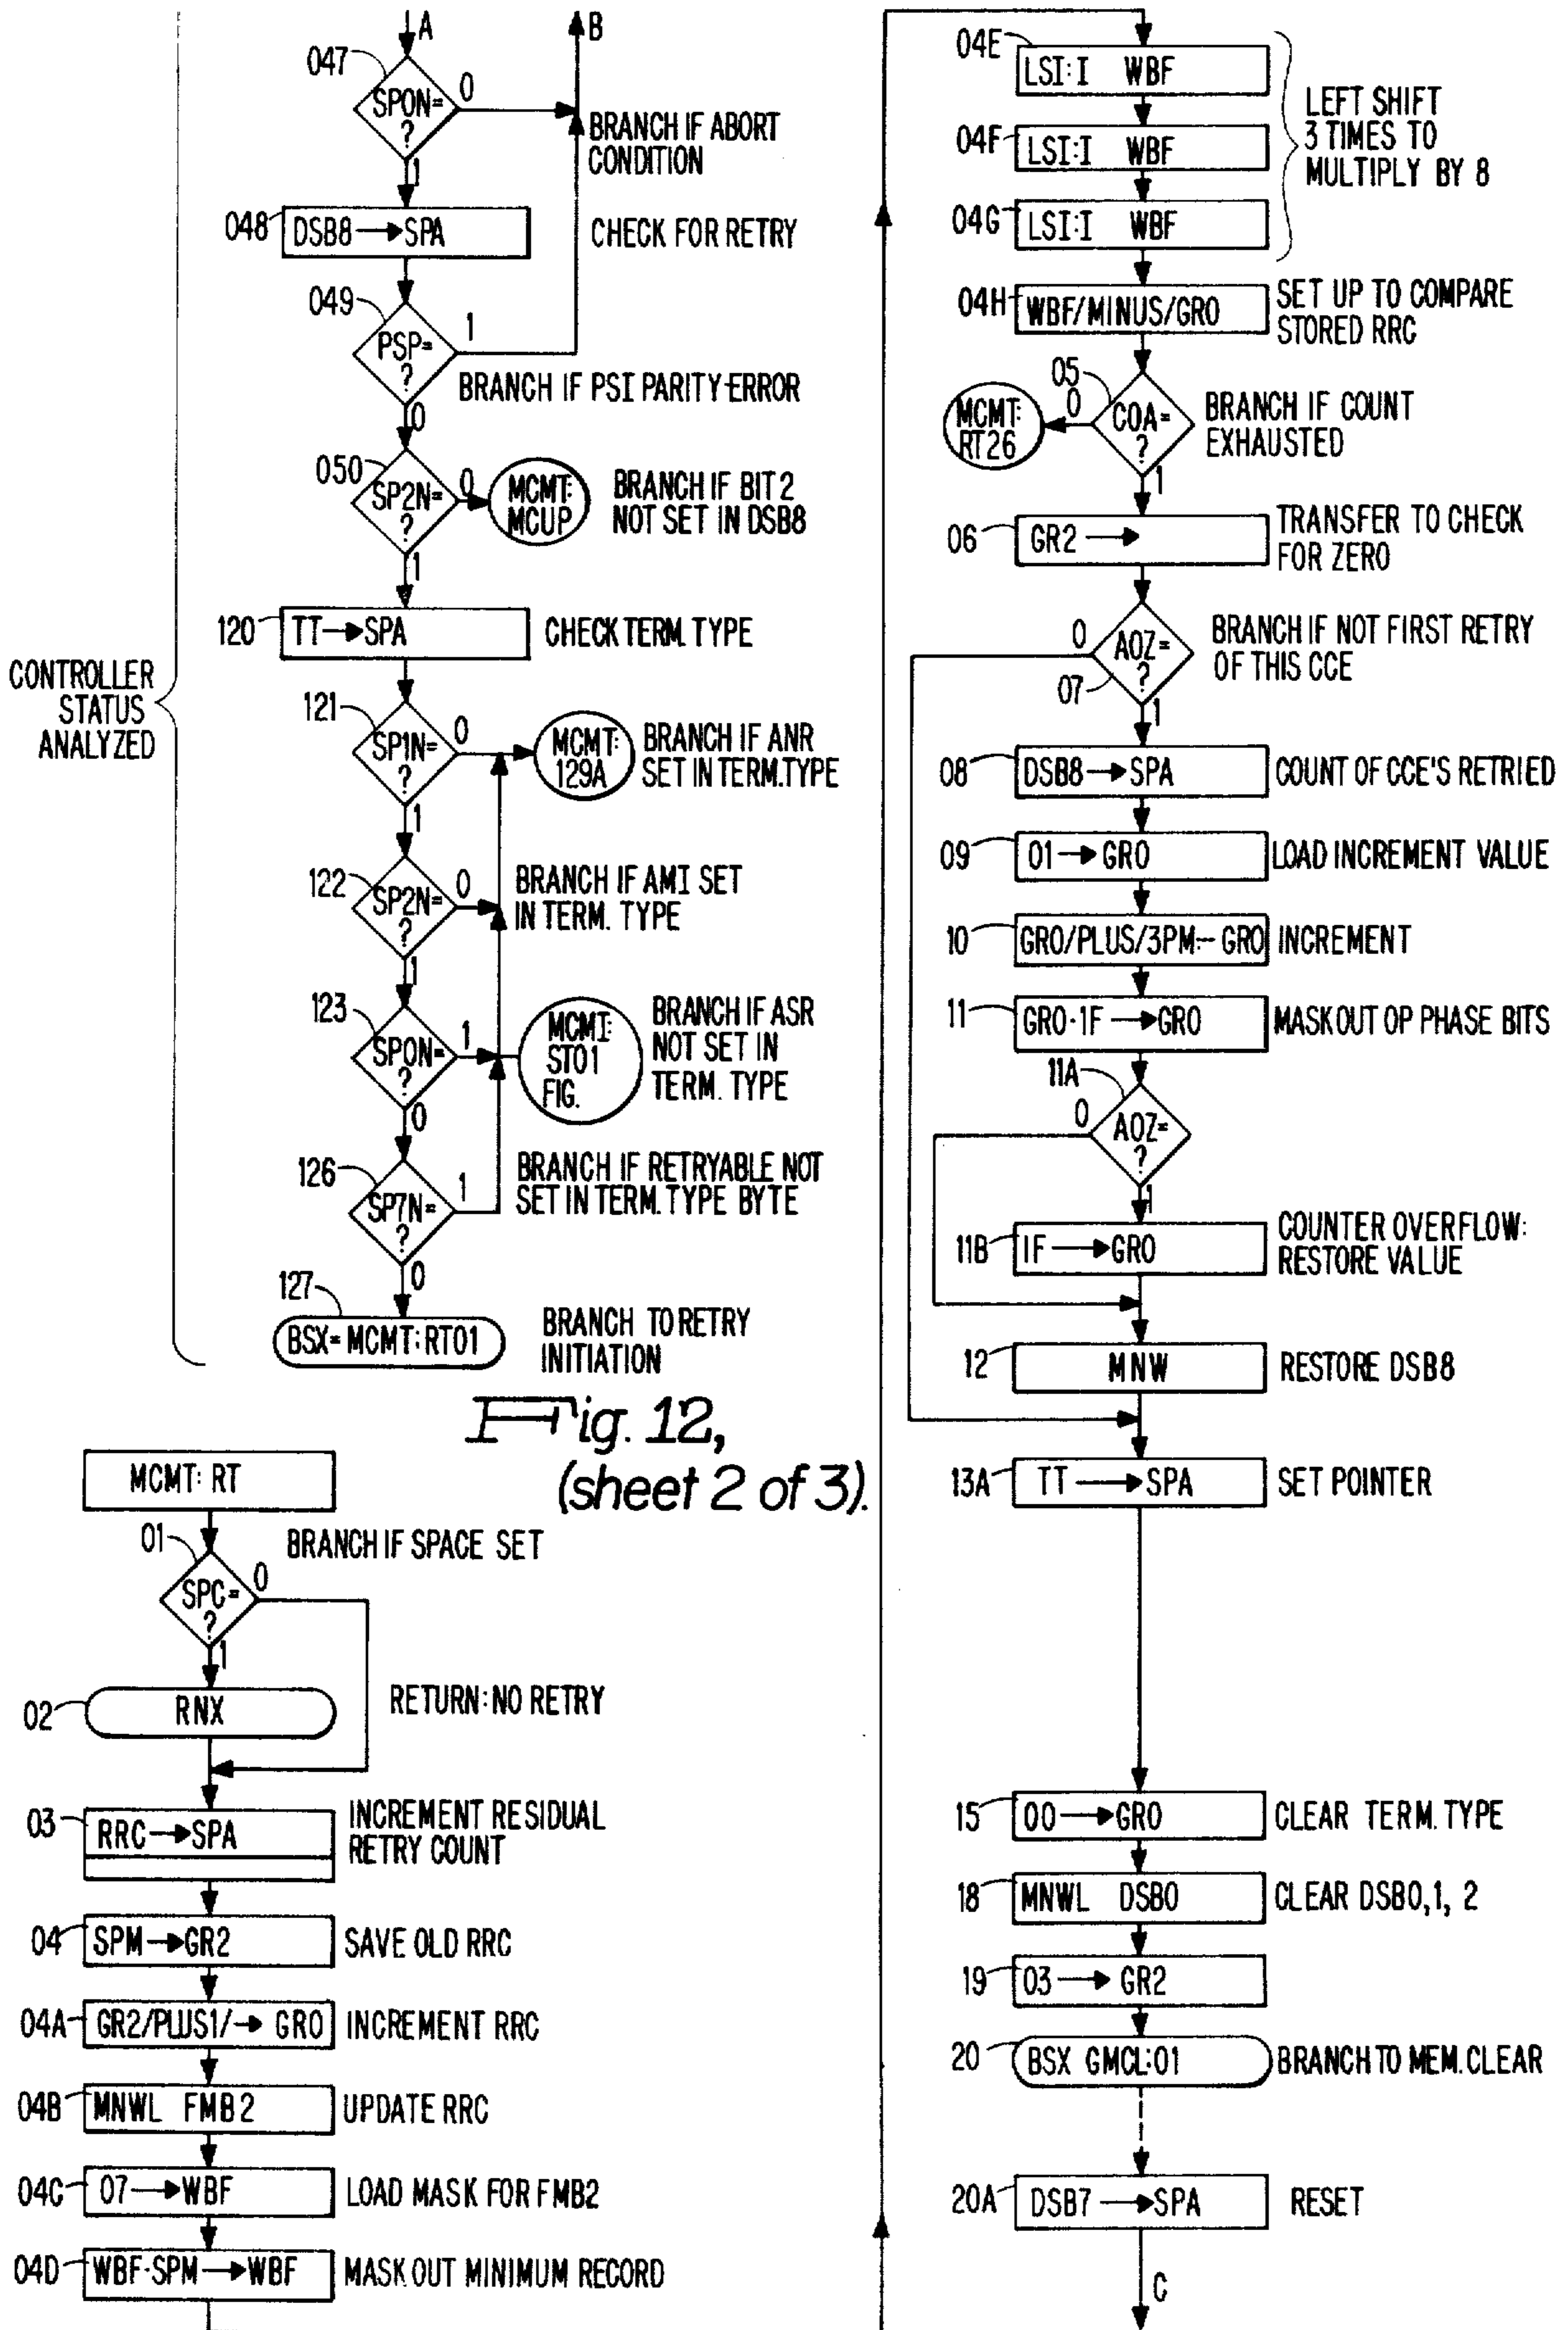 A
B
047
SPON=
?
0
1
BRANCH IF ABORT
CONDITION
048
DSB8→SPA
CHECK FOR RETRY
049
PSP=
?
1
0
BRANCH IF PSI PARITY-ERROR
050
SP2N=
?
0
1
MCMT:
MCUP
BRANCH IF BIT 2
NOT SET IN DSB8
120
TT→SPA
CHECK TERM. TYPE
CONTROLLER
STATUS
ANALYZED
121
SP1N=
?
0
1
MCMT:
129A
BRANCH IF ANR
SET IN TERM.TYPE
122
SP2N=
?
0
1
BRANCH IF AMI SET
IN TERM. TYPE
123
SPON=
?
1
0
MCMI:
ST01
FIG.
BRANCH IF ASR
NOT SET IN
TERM. TYPE
126
SP7N=
?
1
0
BRANCH IF RETRYABLE NOT
SET IN TERM. TYPE BYTE
127
BSX=MCMT:RT01
BRANCH TO RETRY
INITIATION
Fig. 12,
(sheet 2 of 3).
MCMT: RT
01
BRANCH IF SPACE SET
SPC=
?
0
1
02
RNX
RETURN: NO RETRY
03
RRC→SPA
INCREMENT RESIDUAL
RETRY COUNT
04
SPM→GR2
SAVE OLD RRC
04A
GR2/PLUS1/→ GRO
INCREMENT RRC
04B
MNWL FMB2
UPDATE RRC
04C
07→WBF
LOAD MASK FOR FMB2
04D
WBF·SPM→WBF
MASK OUT MINIMUM RECORD
04E
LSI:I WBF
04F
LSI:I WBF
04G
LSI:I WBF
LEFT SHIFT
3 TIMES TO
MULTIPLY BY 8
04H
WBF/MINUS/GRO
SET UP TO COMPARE
STORED RRC
05
COA=
?
0
1
MCMT:
RT26
BRANCH IF COUNT
EXHAUSTED
06
GR2→
TRANSFER TO CHECK
FOR ZERO
07
AOZ=
?
0
1
BRANCH IF NOT FIRST RETRY
OF THIS CCE
08
DSB8→SPA
COUNT OF CCE'S RETRIED
09
01→GRO
LOAD INCREMENT VALUE
10
GRO/PLUS/3PM:- GRO
INCREMENT
11
GRO·1F→GRO
MASKOUT OP PHASE BITS
11A
AOZ=
?
0
1
11B
1F→GRO
COUNTER OVERFLOW:
RESTORE VALUE
12
MNW
RESTORE DSB8
13A
TT→SPA
SET POINTER
15
00→GRO
CLEAR TERM. TYPE
18
MNWL DSBO
CLEAR DSBO, 1, 2
19
03→GR2
20
BSX GMCL:01
BRANCH TO MEM. CLEAR
20A
DSB7→SPA
RESET
C